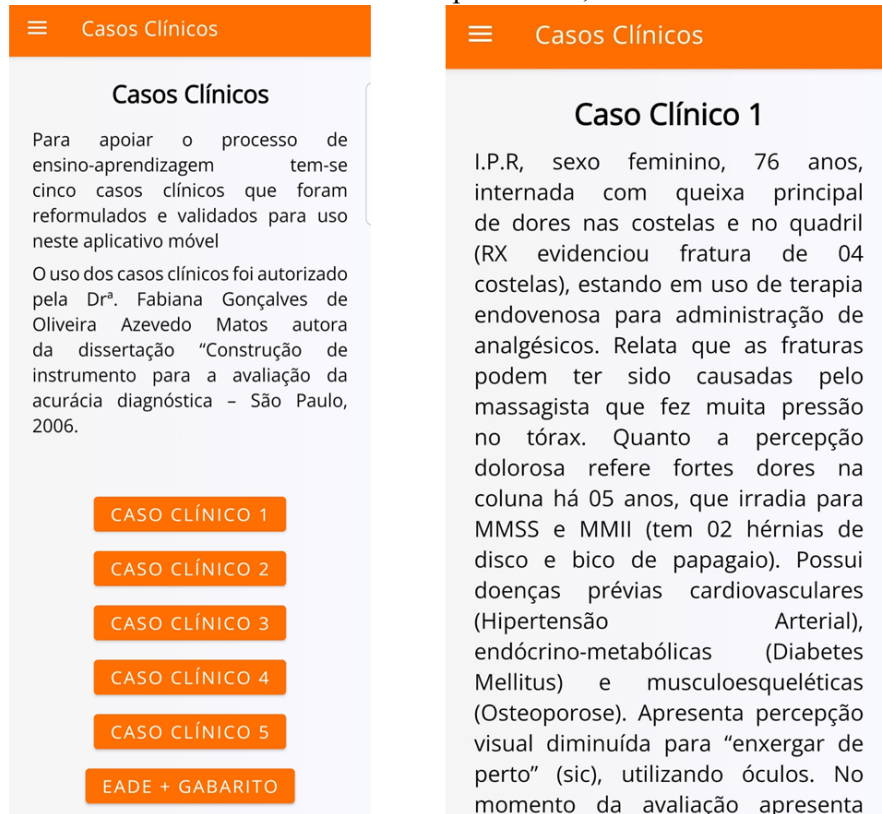 Casos Clínicos
Casos Clínicos
Para apoiar o processo de
ensino-aprendizagem tem-se
cinco casos clínicos que foram
reformulados e validados para uso
neste aplicativo móvel
O uso dos casos clínicos foi autorizado
pela Drª. Fabiana Gonçalves de
Oliveira Azevedo Matos autora
da dissertação “Construção de
instrumento para a avaliação da
acurácia diagnóstica – São Paulo,
2006.
CASO CLÍNICO 1
CASO CLÍNICO 2
CASO CLÍNICO 3
CASO CLÍNICO 4
CASO CLÍNICO 5
EADE + GABARITO
Casos Clínicos
Caso Clínico 1
I.P.R, sexo feminino, 76 anos,
internada com queixa principal
de dores nas costelas e no quadril
(RX evidenciou fratura de 04
costelas), estando em uso de terapia
endovenosa para administração de
analgésicos. Relata que as fraturas
podem ter sido causadas pelo
massagista que fez muita pressão
no tórax. Quanto a percepção
dolorosa refere fortes dores na
coluna há 05 anos, que irradia para
MMSS e MMII (tem 02 hérnias de
disco e bico de papagaio). Possui
doenças prévias cardiovasculares
(Hipertensão Arterial),
endócrino-metabólicas (Diabetes
Mellitus) e musculoesqueléticas
(Osteoporose). Apresenta percepção
visual diminuída para “enxergar de
perto” (sic), utilizando óculos. No
momento da avaliação apresenta